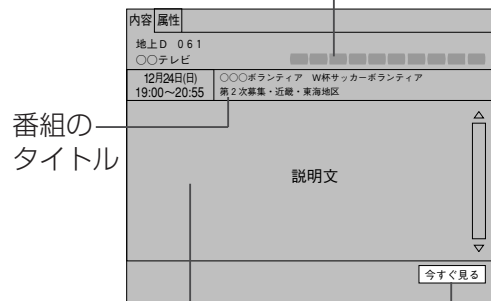 内容 属性
地上D 061
○○テレビ
12月24日(日)
19:00～20:55
○○○ボランティア W杯サッカーボランティア
第2次募集・近畿・東海地区
番組の
タイトル
説明文
今すぐ見る